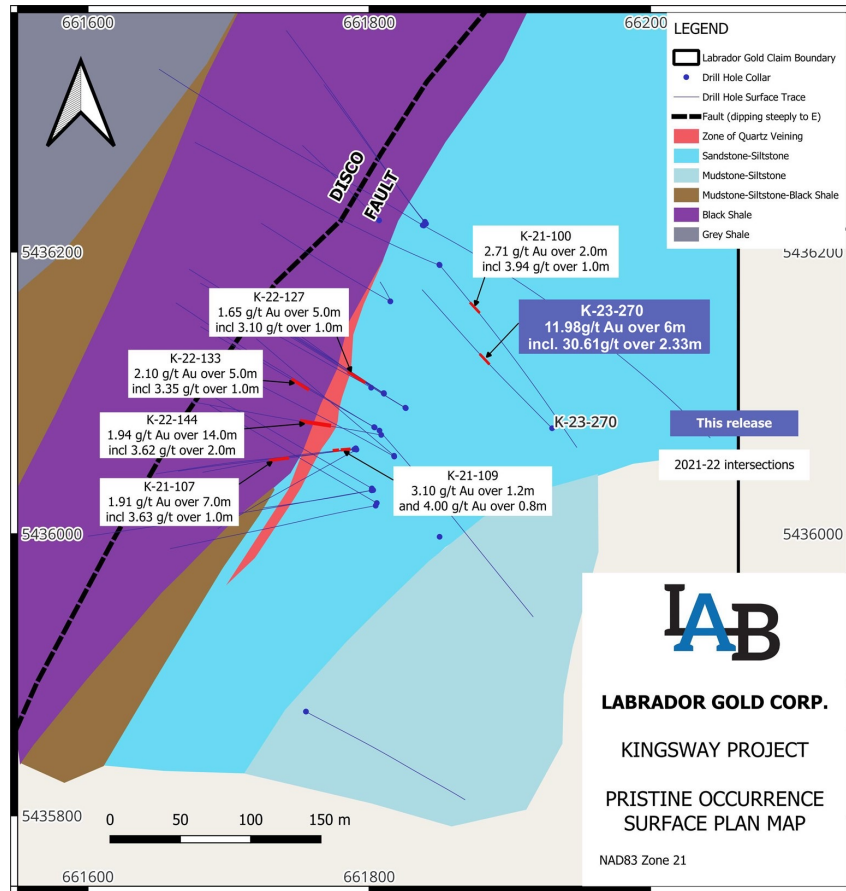 661600
661800
66200
LEGEND
Labrador Gold Claim Boundary
Drill Hole Collar
Drill Hole Surface Trace
Fault (dipping steeply to E)
Zone of Quartz Veining
Sandstone-Siltstone
Mudstone-Siltstone
Mudstone-Siltstone-Black Shale
Black Shale
Grey Shale
DISCO
FAULT
5436200
5436200
K-21-100
2.71 g/t Au over 2.0m
incl 3.94 g/t over 1.0m
K-22-127
1.65 g/t Au over 5.0m
incl 3.10 g/t over 1.0m
K-23-270
11.98g/t Au over 6m
incl. 30.61g/t over 2.33m
K-22-133
2.10 g/t Au over 5.0m
incl 3.35 g/t over 1.0m
K-22-144
1.94 g/t Au over 14.0m
incl 3.62 g/t over 2.0m
K-23-270
This release
2021-22 intersections
K-21-107
1.91 g/t Au over 7.0m
incl 3.63 g/t over 1.0m
K-21-109
3.10 g/t Au over 1.2m
and 4.00 g/t Au over 0.8m
5436000
5436000
LAB
LABRADOR GOLD CORP.
KINGSWAY PROJECT
PRISTINE OCCURRENCE
SURFACE PLAN MAP
NAD83 Zone 21
5435800
0 50 100 150 m
661600
661800